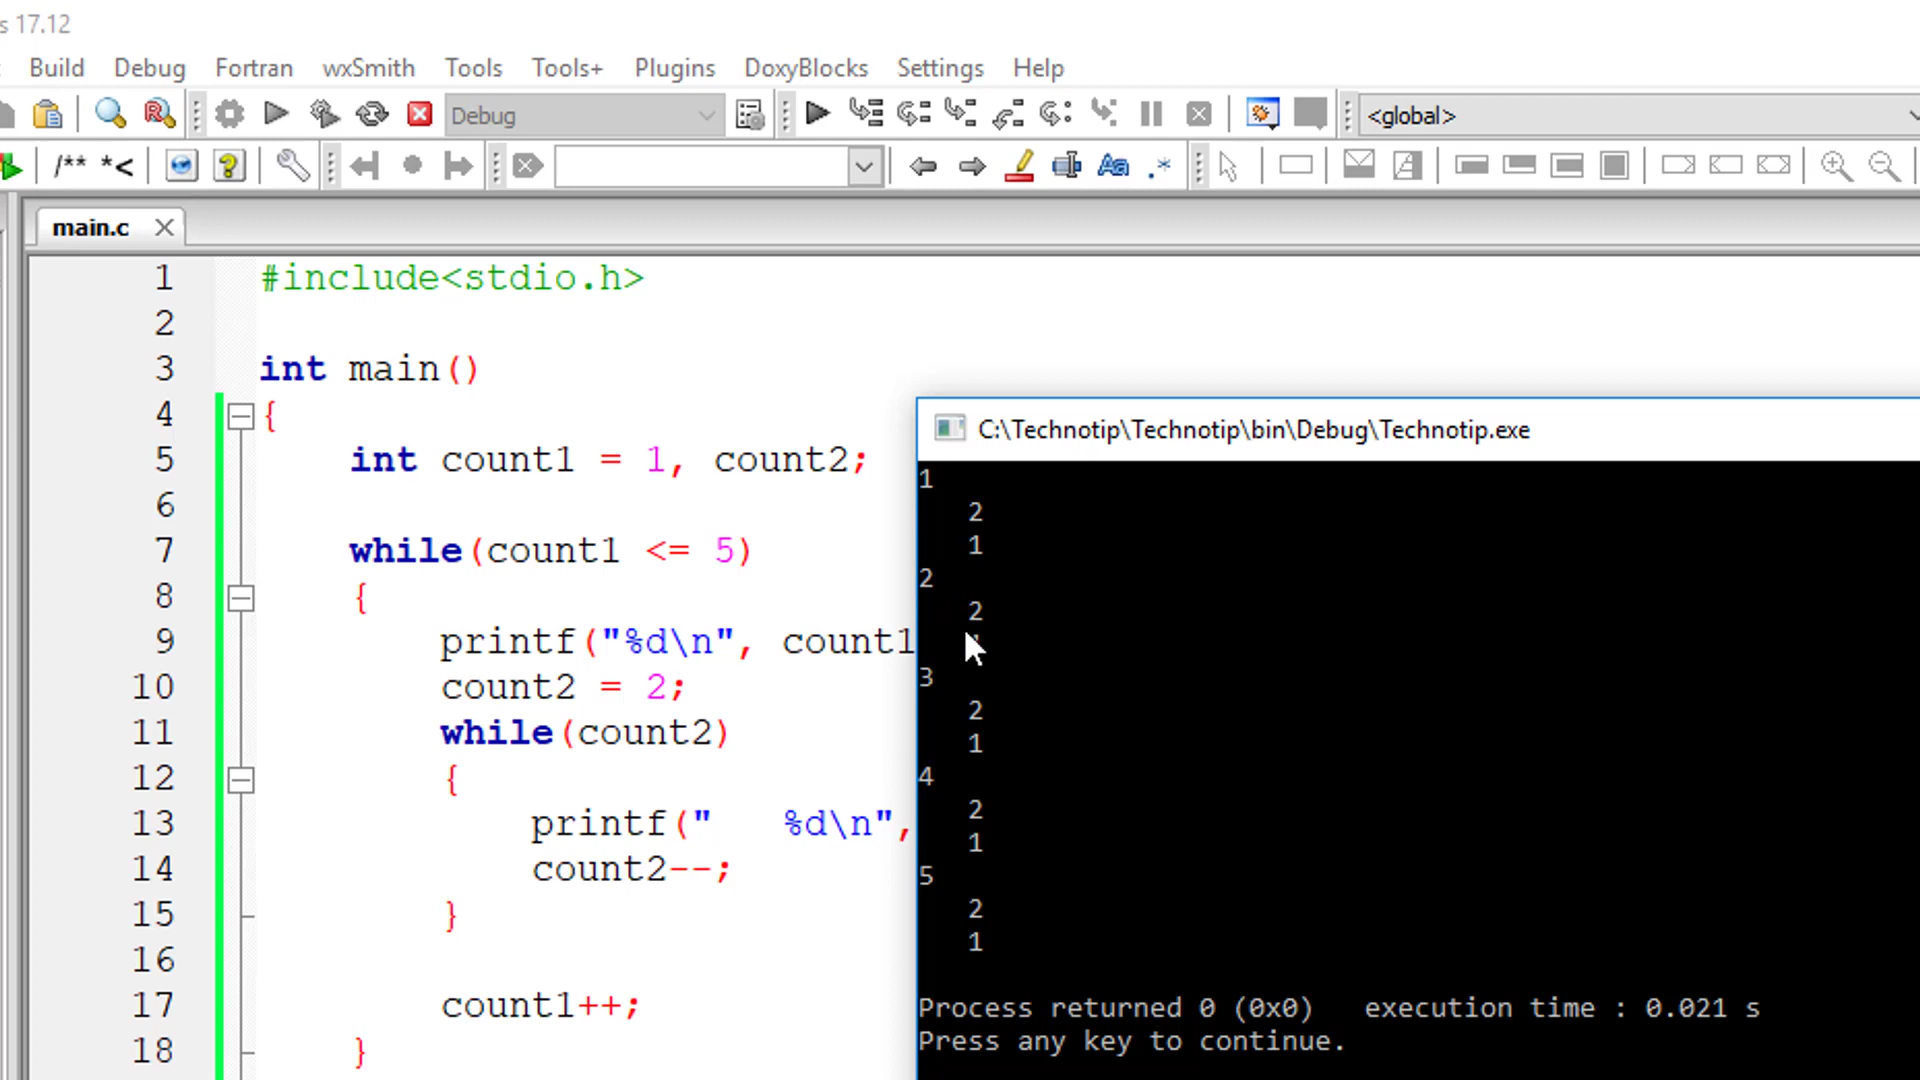 s 17.12
Build Debug Fortran wxSmith Tools Tools+ Plugins DoxyBlocks Settings Help
Debug <global>
/** *<
main.c
1 #include<stdio.h>
2
3 int main()
4 {
5 int count1 = 1, count2;
6
7 while(count1 <= 5)
8 {
9 printf("%d\n", count1
10 count2 = 2;
11 while(count2)
12 {
13 printf("   %d\n",
14 count2--;
15 }
16
17 count1++;
18 }
C:\Technotip\Technotip\bin\Debug\Technotip.exe
1
2
1
2
2
3
2
1
4
2
1
5
2
1
Process returned 0 (0x0)   execution time : 0.021 s
Press any key to continue.